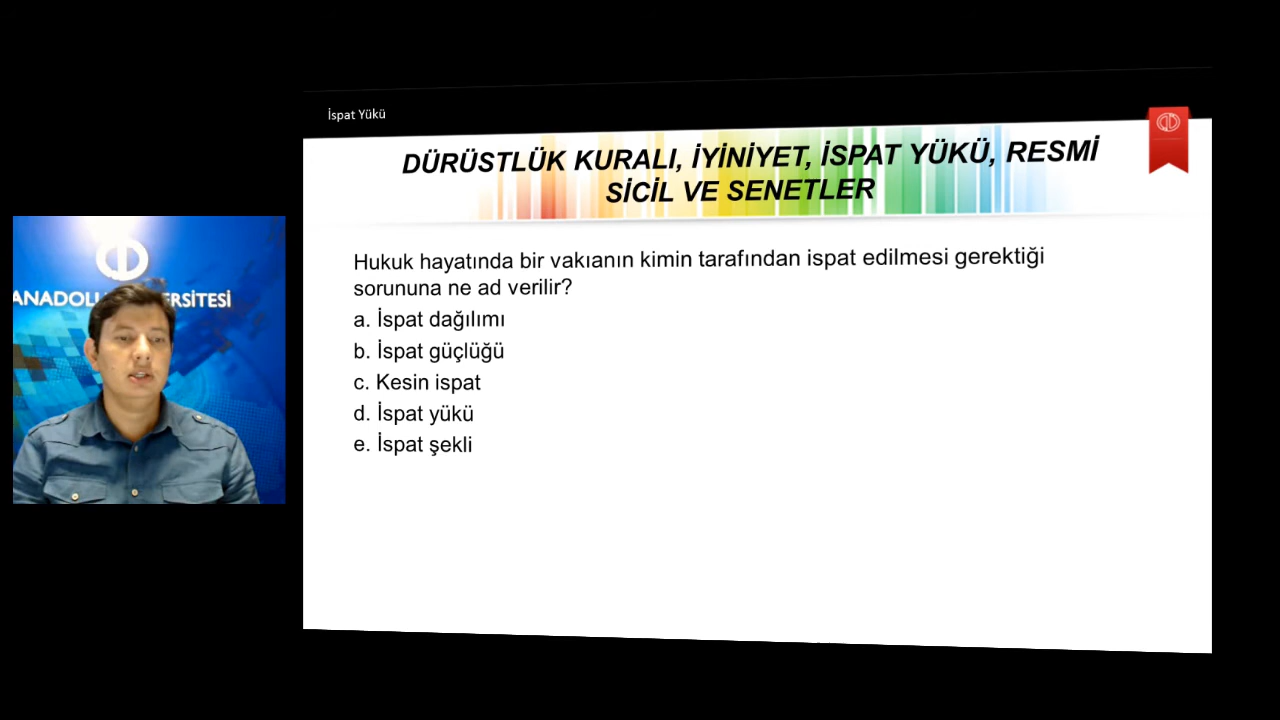 İspat Yükü
DÜRÜSTLÜK KURALI, İYİNİYET, İSPAT YÜKÜ, RESMİ
SİCİL VE SENETLER
Hukuk hayatında bir vakıanın kimin tarafından ispat edilmesi gerektiği
sorununa ne ad verilir?
a. İspat dağılımı
b. İspat güçlüğü
c. Kesin ispat
d. İspat yükü
e. İspat şekli